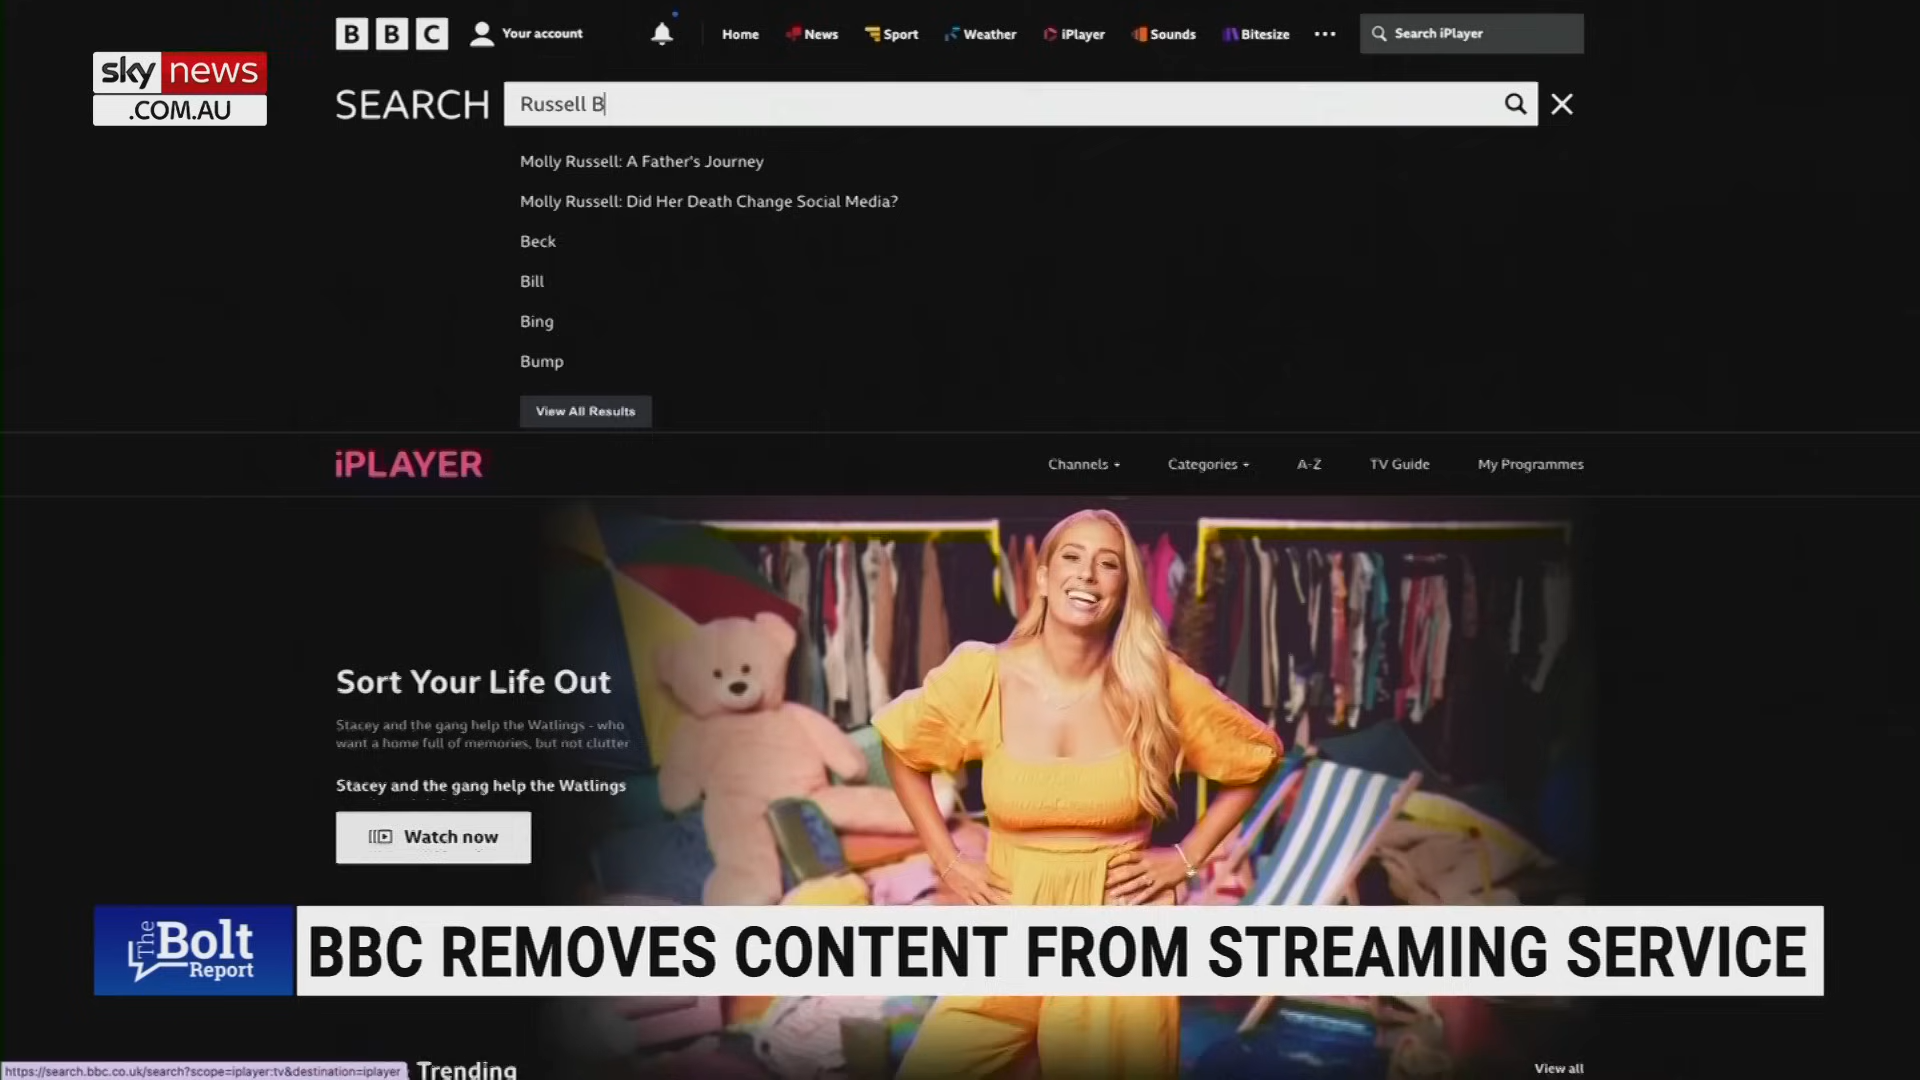 BBC
Your account
Home
News
Sport
Weather
iPlayer
Sounds
Bitesize
Search iPlayer
sky news
.COM.AU
SEARCH
Russell B
Molly Russell: A Father's Journey
Molly Russell: Did Her Death Change Social Media?
Beck
Bill
Bing
Bump
View All Results
iPLAYER
Channels
Categories
A-Z
TV Guide
My Programmes
Sort Your Life Out
Stacey and the gang help the Watlings - who
want a home full of memories, but not clutter
Stacey and the gang help the Watlings
Watch now
The Bolt
Report
BBC REMOVES CONTENT FROM STREAMING SERVICE
https://search.bbc.co.uk/search?scope=iplayer:tv&destination=iplayer
Trending
View all